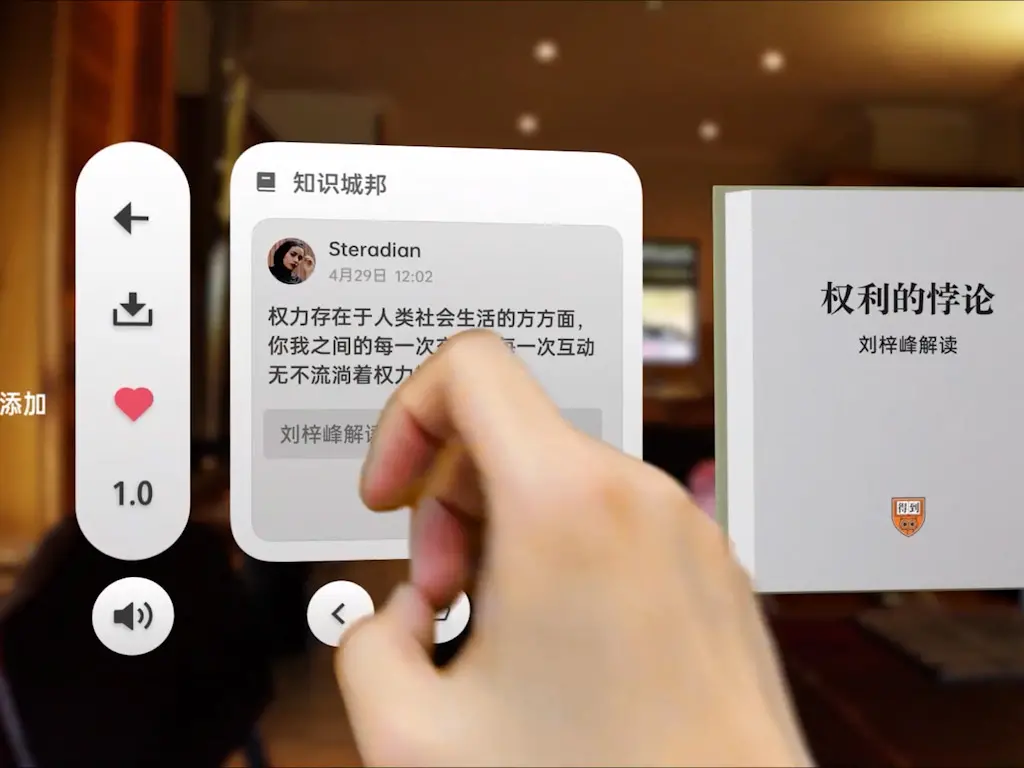 添加
1.0
知识城邦
Steradian
4月29日 12:02
权力存在于人类社会生活的方方面，
你我之间的每一次 每一次互动
无不流淌着权力
刘梓峰解读
权利的悖论
刘梓峰解读
得到